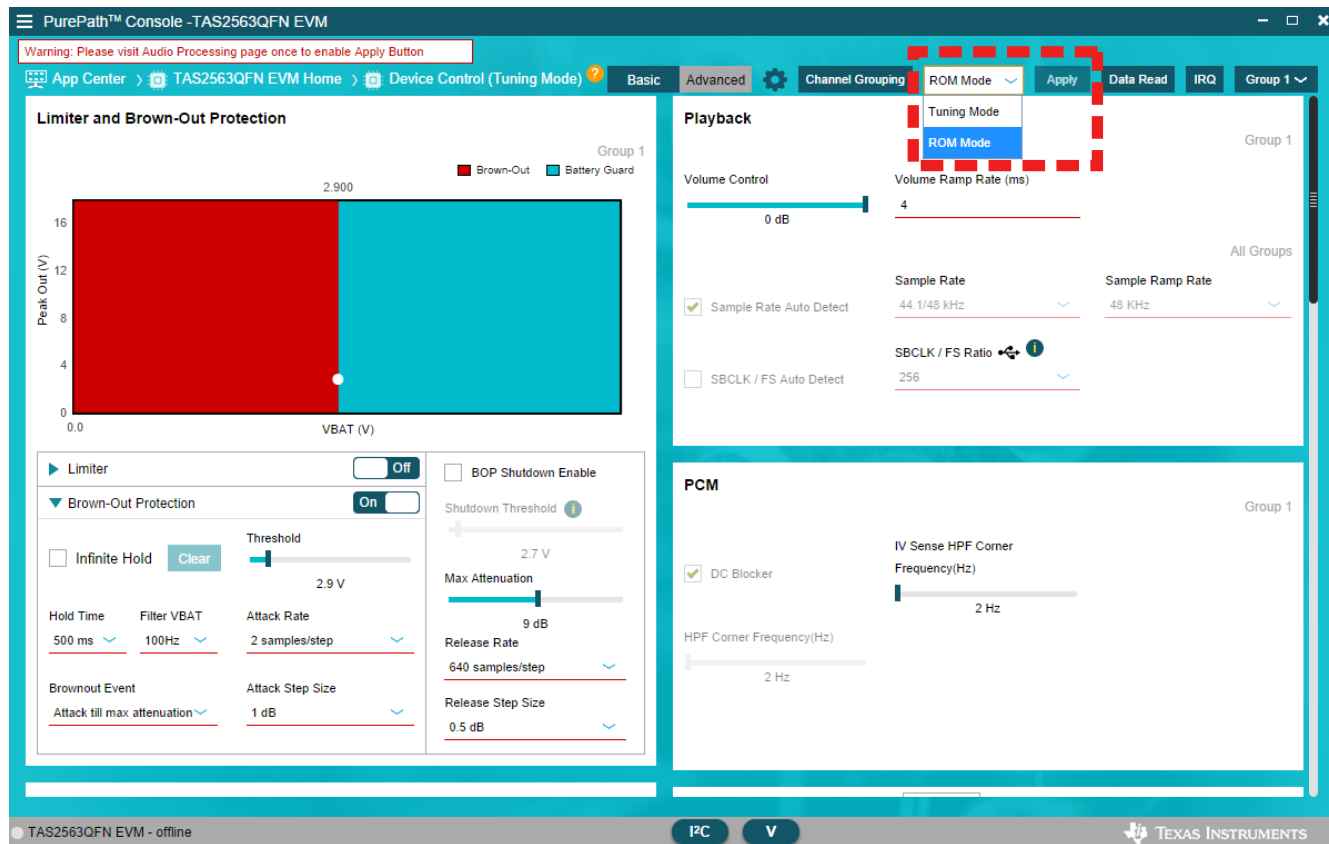 PurePath™ Console -TAS2563QFN EVM
Warning: Please visit Audio Processing page once to enable Apply Button
App Center > TAS2563QFN EVM Home > Device Control (Tuning Mode) ?
Basic
Advanced
Channel Grouping
ROM Mode
Apply
Data Read
IRQ
Group 1
Tuning Mode
ROM Mode
Limiter and Brown-Out Protection
Group 1
Brown-Out
Battery Guard
2.900
16
12
8
4
0
Peak Out (V)
0.0
VBAT (V)
Limiter
Off
Brown-Out Protection
On
Infinite Hold
Clear
Threshold
2.9 V
Hold Time
Filter VBAT
Attack Rate
500 ms
100Hz
2 samples/step
Brownout Event
Attack Step Size
Attack till max attenuation
1 dB
BOP Shutdown Enable
Shutdown Threshold i
2.7 V
Max Attenuation
9 dB
Release Rate
640 samples/step
Release Step Size
0.5 dB
Playback
Group 1
Volume Control
0 dB
Volume Ramp Rate (ms)
4
All Groups
Sample Rate Auto Detect
Sample Rate
44.1/48 kHz
Sample Ramp Rate
48 KHz
SBCLK / FS Auto Detect
SBCLK / FS Ratio i
256
PCM
Group 1
DC Blocker
IV Sense HPF Corner
Frequency(Hz)
2 Hz
HPF Corner Frequency(Hz)
2 Hz
TAS2563QFN EVM - offline
I²C
V
TEXAS INSTRUMENTS